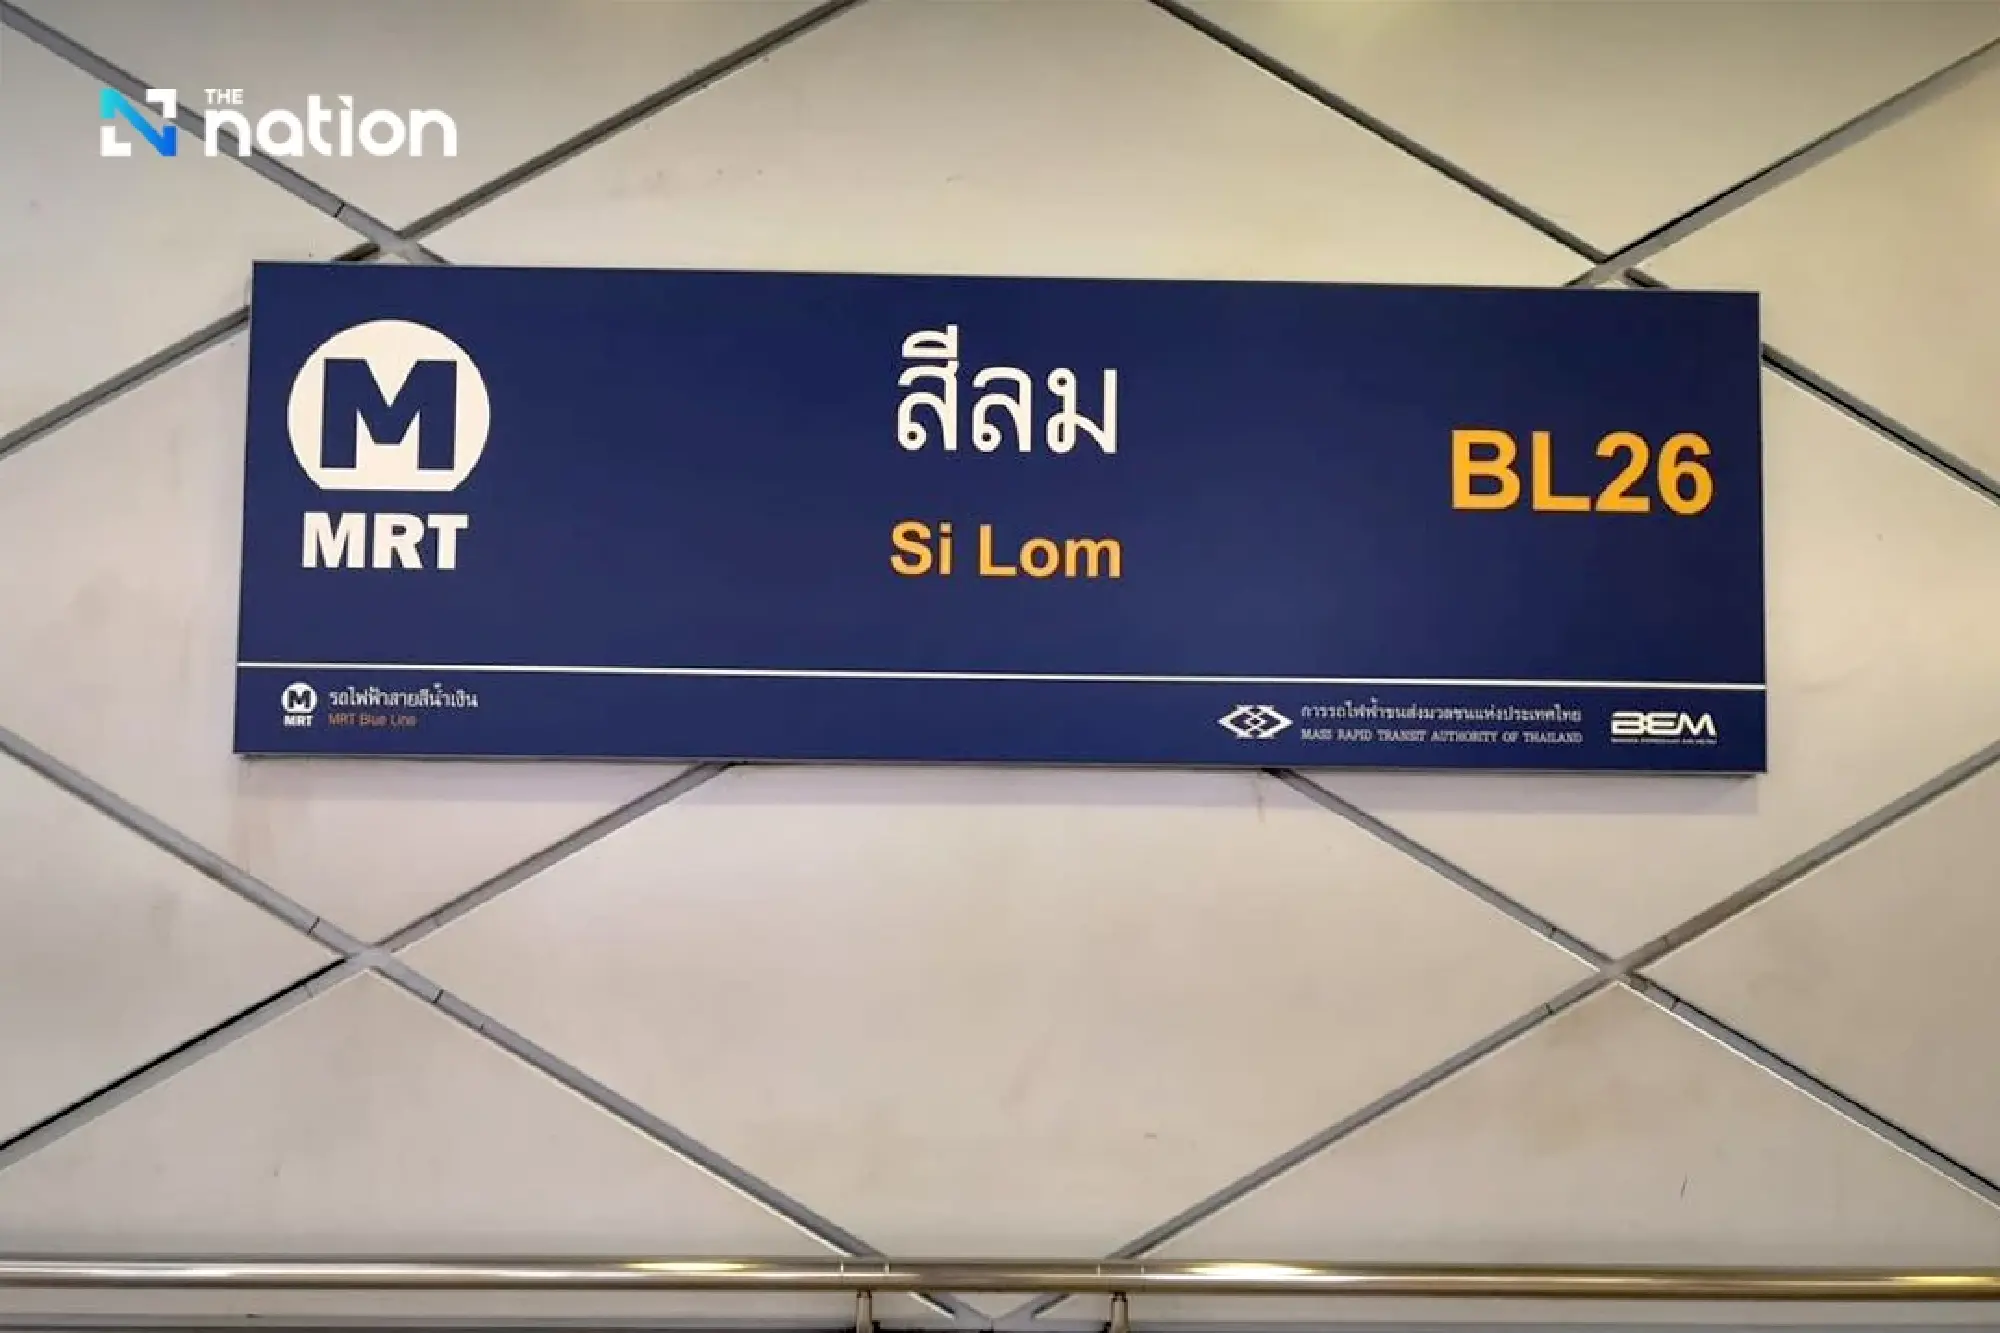 THE
nation
M
MRT
สีลม
Si Lom
BL26
M
MRT
รถไฟฟ้าสายสีน้ำเงิน
MRT Blue Line
การรถไฟฟ้าขนส่งมวลชนแห่งประเทศไทย
MASS RAPID TRANSIT AUTHORITY OF THAILAND
BEM